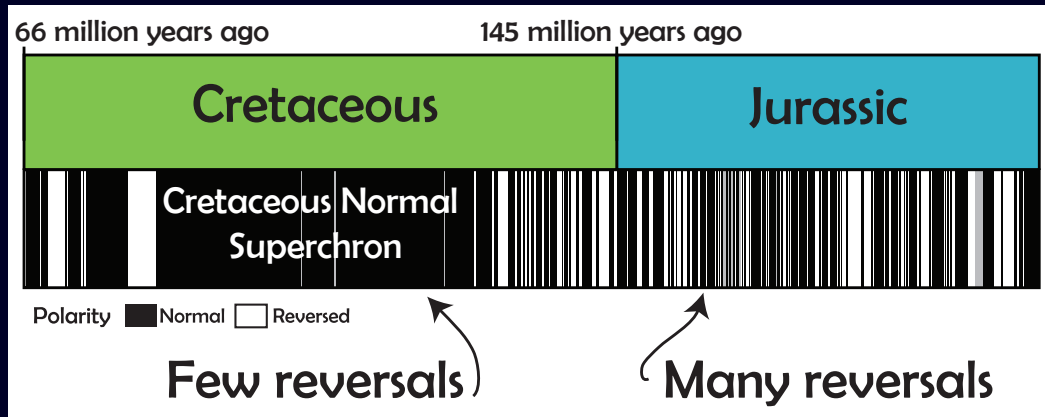 66 million years ago
145 million years ago
Cretaceous
Jurassic
Cretaceous Normal
Superchron
Polarity Normal Reversed
Few reversals
Many reversals